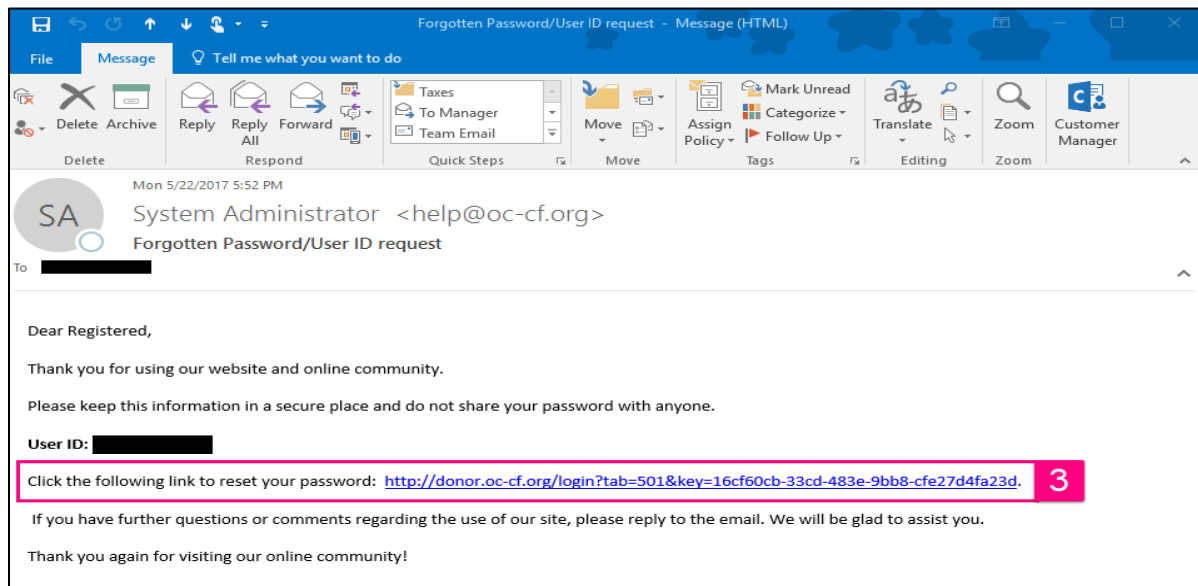 Forgotten Password/User ID request - Message (HTML)
File Message Tell me what you want to do
Delete Archive Reply Reply All Forward Taxes To Manager Team Email Move Assign Policy Mark Unread Categorize Follow Up Translate Zoom Customer Manager
Delete Respond Quick Steps Move Tags Editing Zoom
Mon 5/22/2017 5:52 PM
SA
System Administrator <help@oc-cf.org>
Forgotten Password/User ID request
To
Dear Registered,
Thank you for using our website and online community.
Please keep this information in a secure place and do not share your password with anyone.
User ID:
Click the following link to reset your password: http://donor.oc-cf.org/login?tab=501&key=16cf60cb-33cd-483e-9bb8-cfe27d4fa23d. 3
If you have further questions or comments regarding the use of our site, please reply to the email. We will be glad to assist you.
Thank you again for visiting our online community!